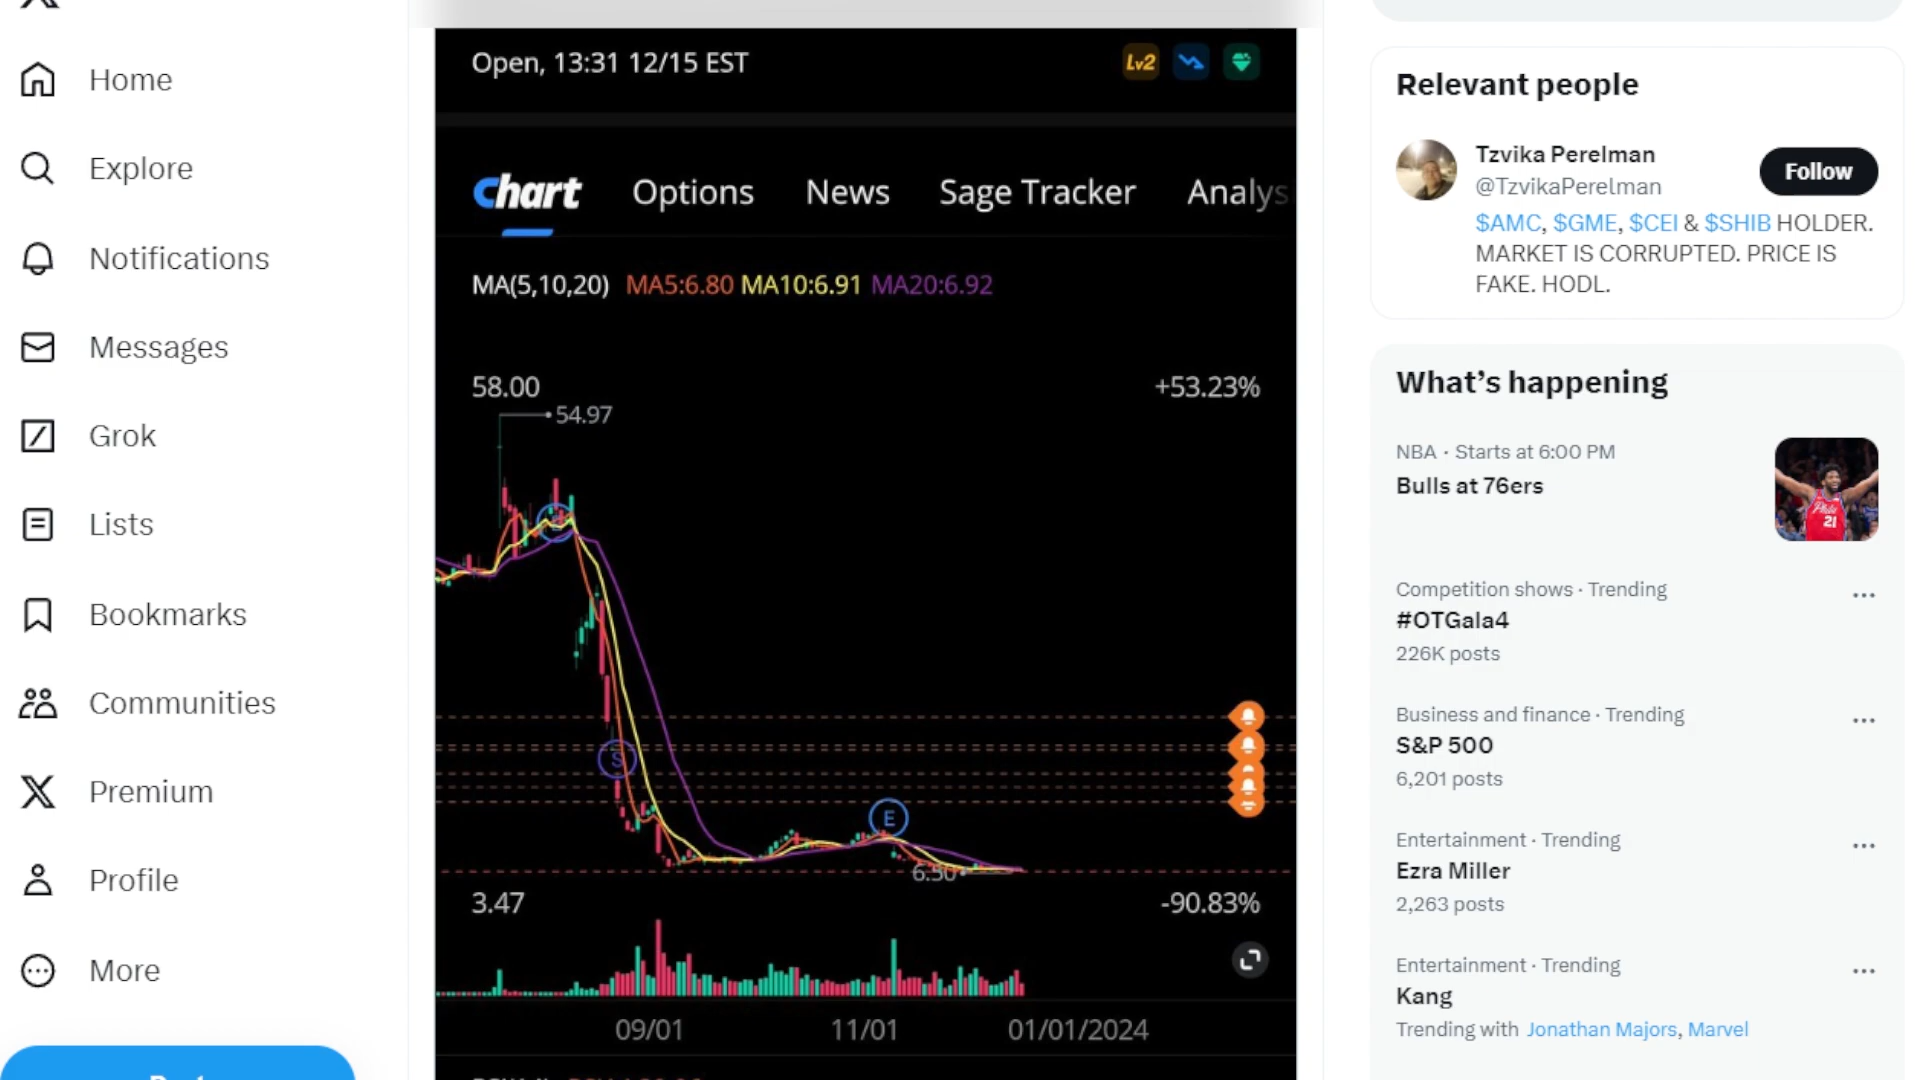 Home
Explore
Notifications
Messages
Grok
Lists
Bookmarks
Communities
Premium
Profile
More
Open, 13:31 12/15 EST
Lv2
Chart Options News Sage Tracker Analys
MA(5,10,20) MA5:6.80 MA10:6.91 MA20:6.92
58.00 +53.23%
54.97
S
E
6.50
3.47 -90.83%
09/01 11/01 01/01/2024
Relevant people
Tzvika Perelman
@TzvikaPerelman
Follow
$AMC, $GME, $CEI & $SHIB HOLDER.
MARKET IS CORRUPTED. PRICE IS
FAKE. HODL.
What’s happening
NBA · Starts at 6:00 PM
Bulls at 76ers
Phila
21
Competition shows · Trending
#OTGala4
226K posts
Business and finance · Trending
S&P 500
6,201 posts
Entertainment · Trending
Ezra Miller
2,263 posts
Entertainment · Trending
Kang
Trending with Jonathan Majors, Marvel